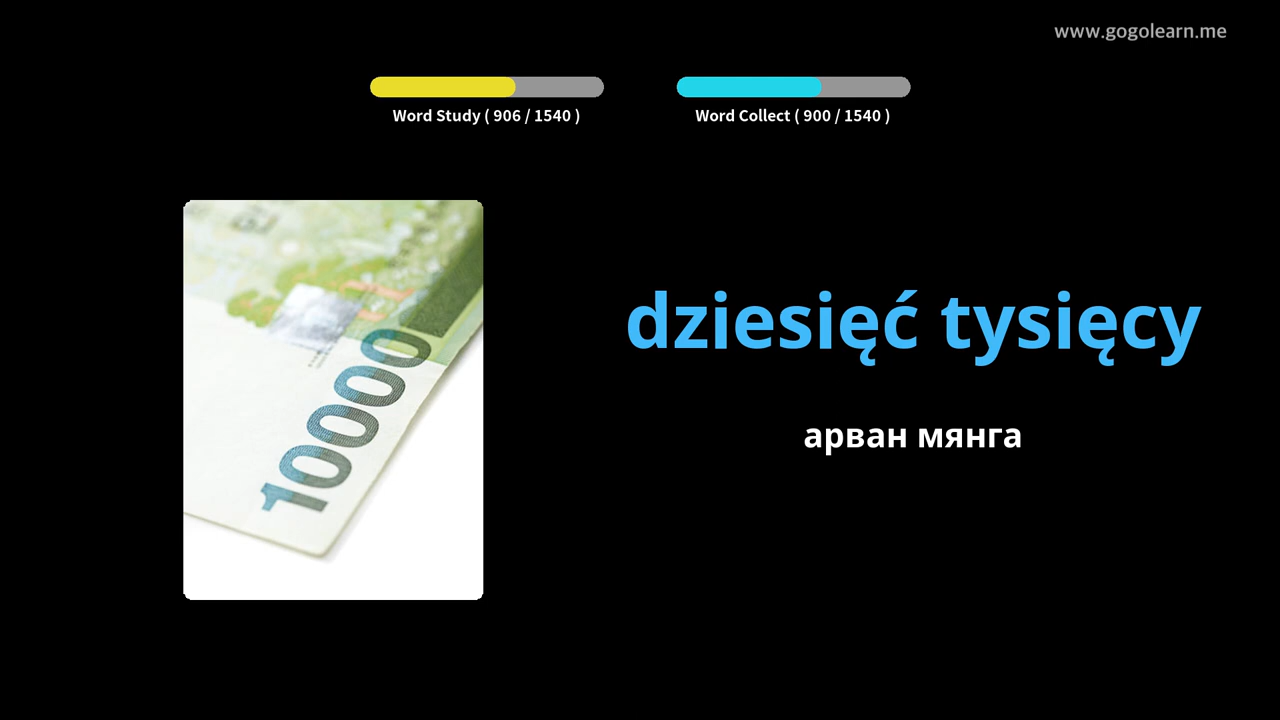 www.gogolearn.me
Word Study ( 906 / 1540 )
Word Collect ( 900 / 1540 )
10000
dziesięć tysięcy
арван мянга